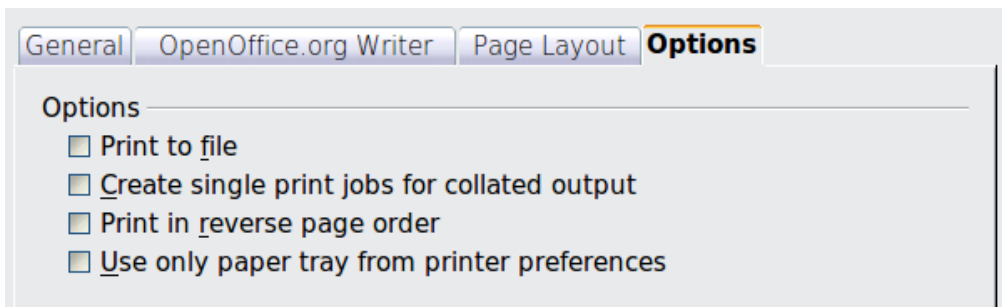 General OpenOffice.org Writer Page Layout Options
Options
Print to file
Create single print jobs for collated output
Print in reverse page order
Use only paper tray from printer preferences